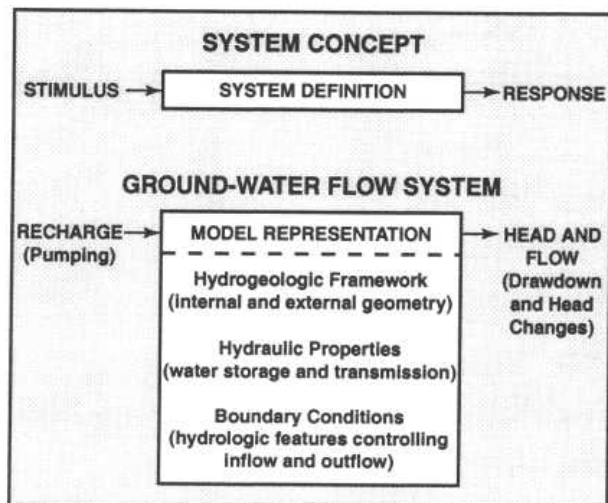 SYSTEM CONCEPT
STIMULUS
SYSTEM DEFINITION
RESPONSE
GROUND-WATER FLOW SYSTEM
RECHARGE
(Pumping)
MODEL REPRESENTATION
Hydrogeologic Framework
(internal and external geometry)
Hydraulic Properties
(water storage and transmission)
Boundary Conditions
(hydrologic features controlling
inflow and outflow)
HEAD AND
FLOW
(Drawdown
and Head
Changes)